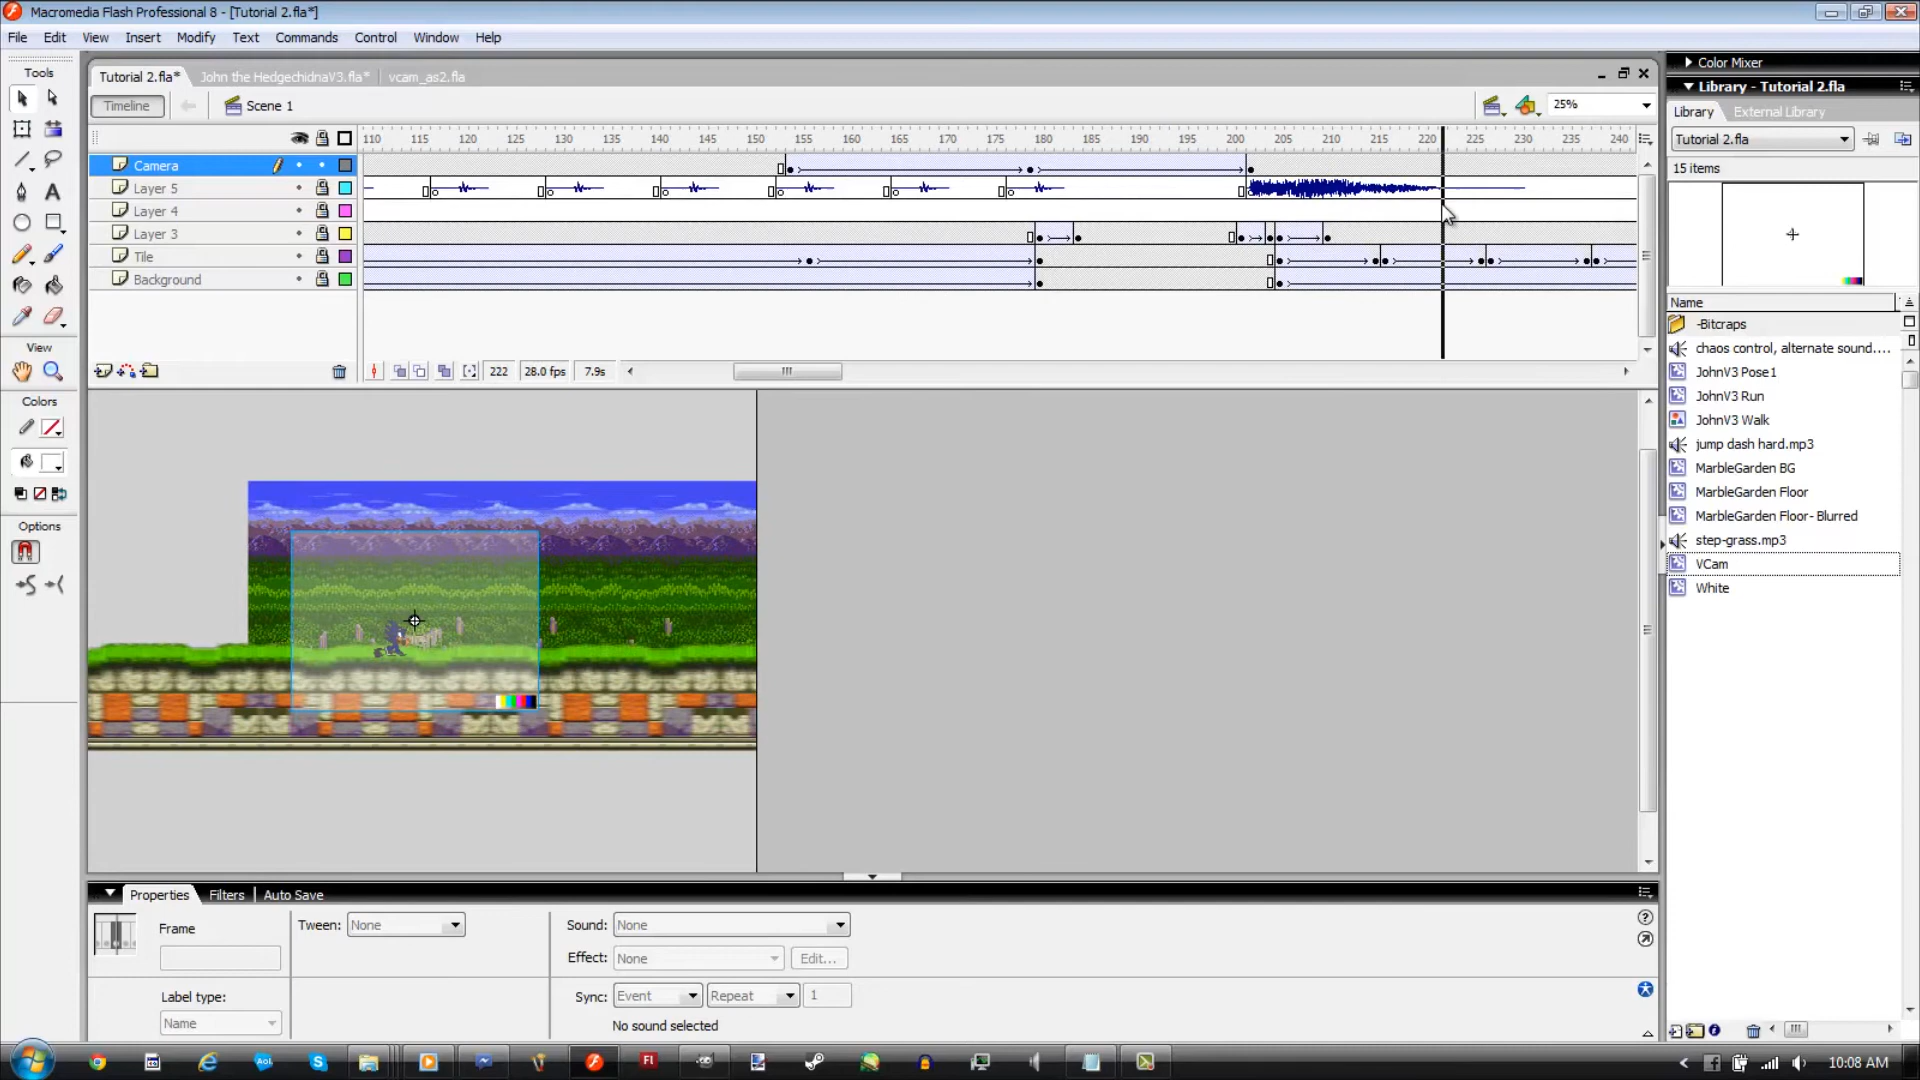 Macromedia Flash Professional 8 - [Tutorial 2.fla*]
File Edit View Insert Modify Text Commands Control Window Help
Tools
Tutorial 2.fla* John the HedgechidnaV3.fla* vcam_as2.fla
Timeline Scene 1 25%
110 115 120 125 130 135 140 145 150 155 160 165 170 175 180 185 190 195 200 205 210 215 220 225 230 235 240
Camera
Layer 5
Layer 4
Layer 3
Tile
Background
222 28.0 fps 7.9s
View
Colors
Options
Color Mixer
Library - Tutorial 2.fla
Library External Library
Tutorial 2.fla
15 items
Name
-Bitcraps
chaos control, alternate sound....
JohnV3 Pose1
JohnV3 Run
JohnV3 Walk
jump dash hard.mp3
MarbleGarden BG
MarbleGarden Floor
MarbleGarden Floor- Blurred
step-grass.mp3
VCam
White
Properties Filters Auto Save
Frame Tween: None Sound: None
Effect: None Edit...
Label type: Sync: Event Repeat 1
Name No sound selected
10:08 AM